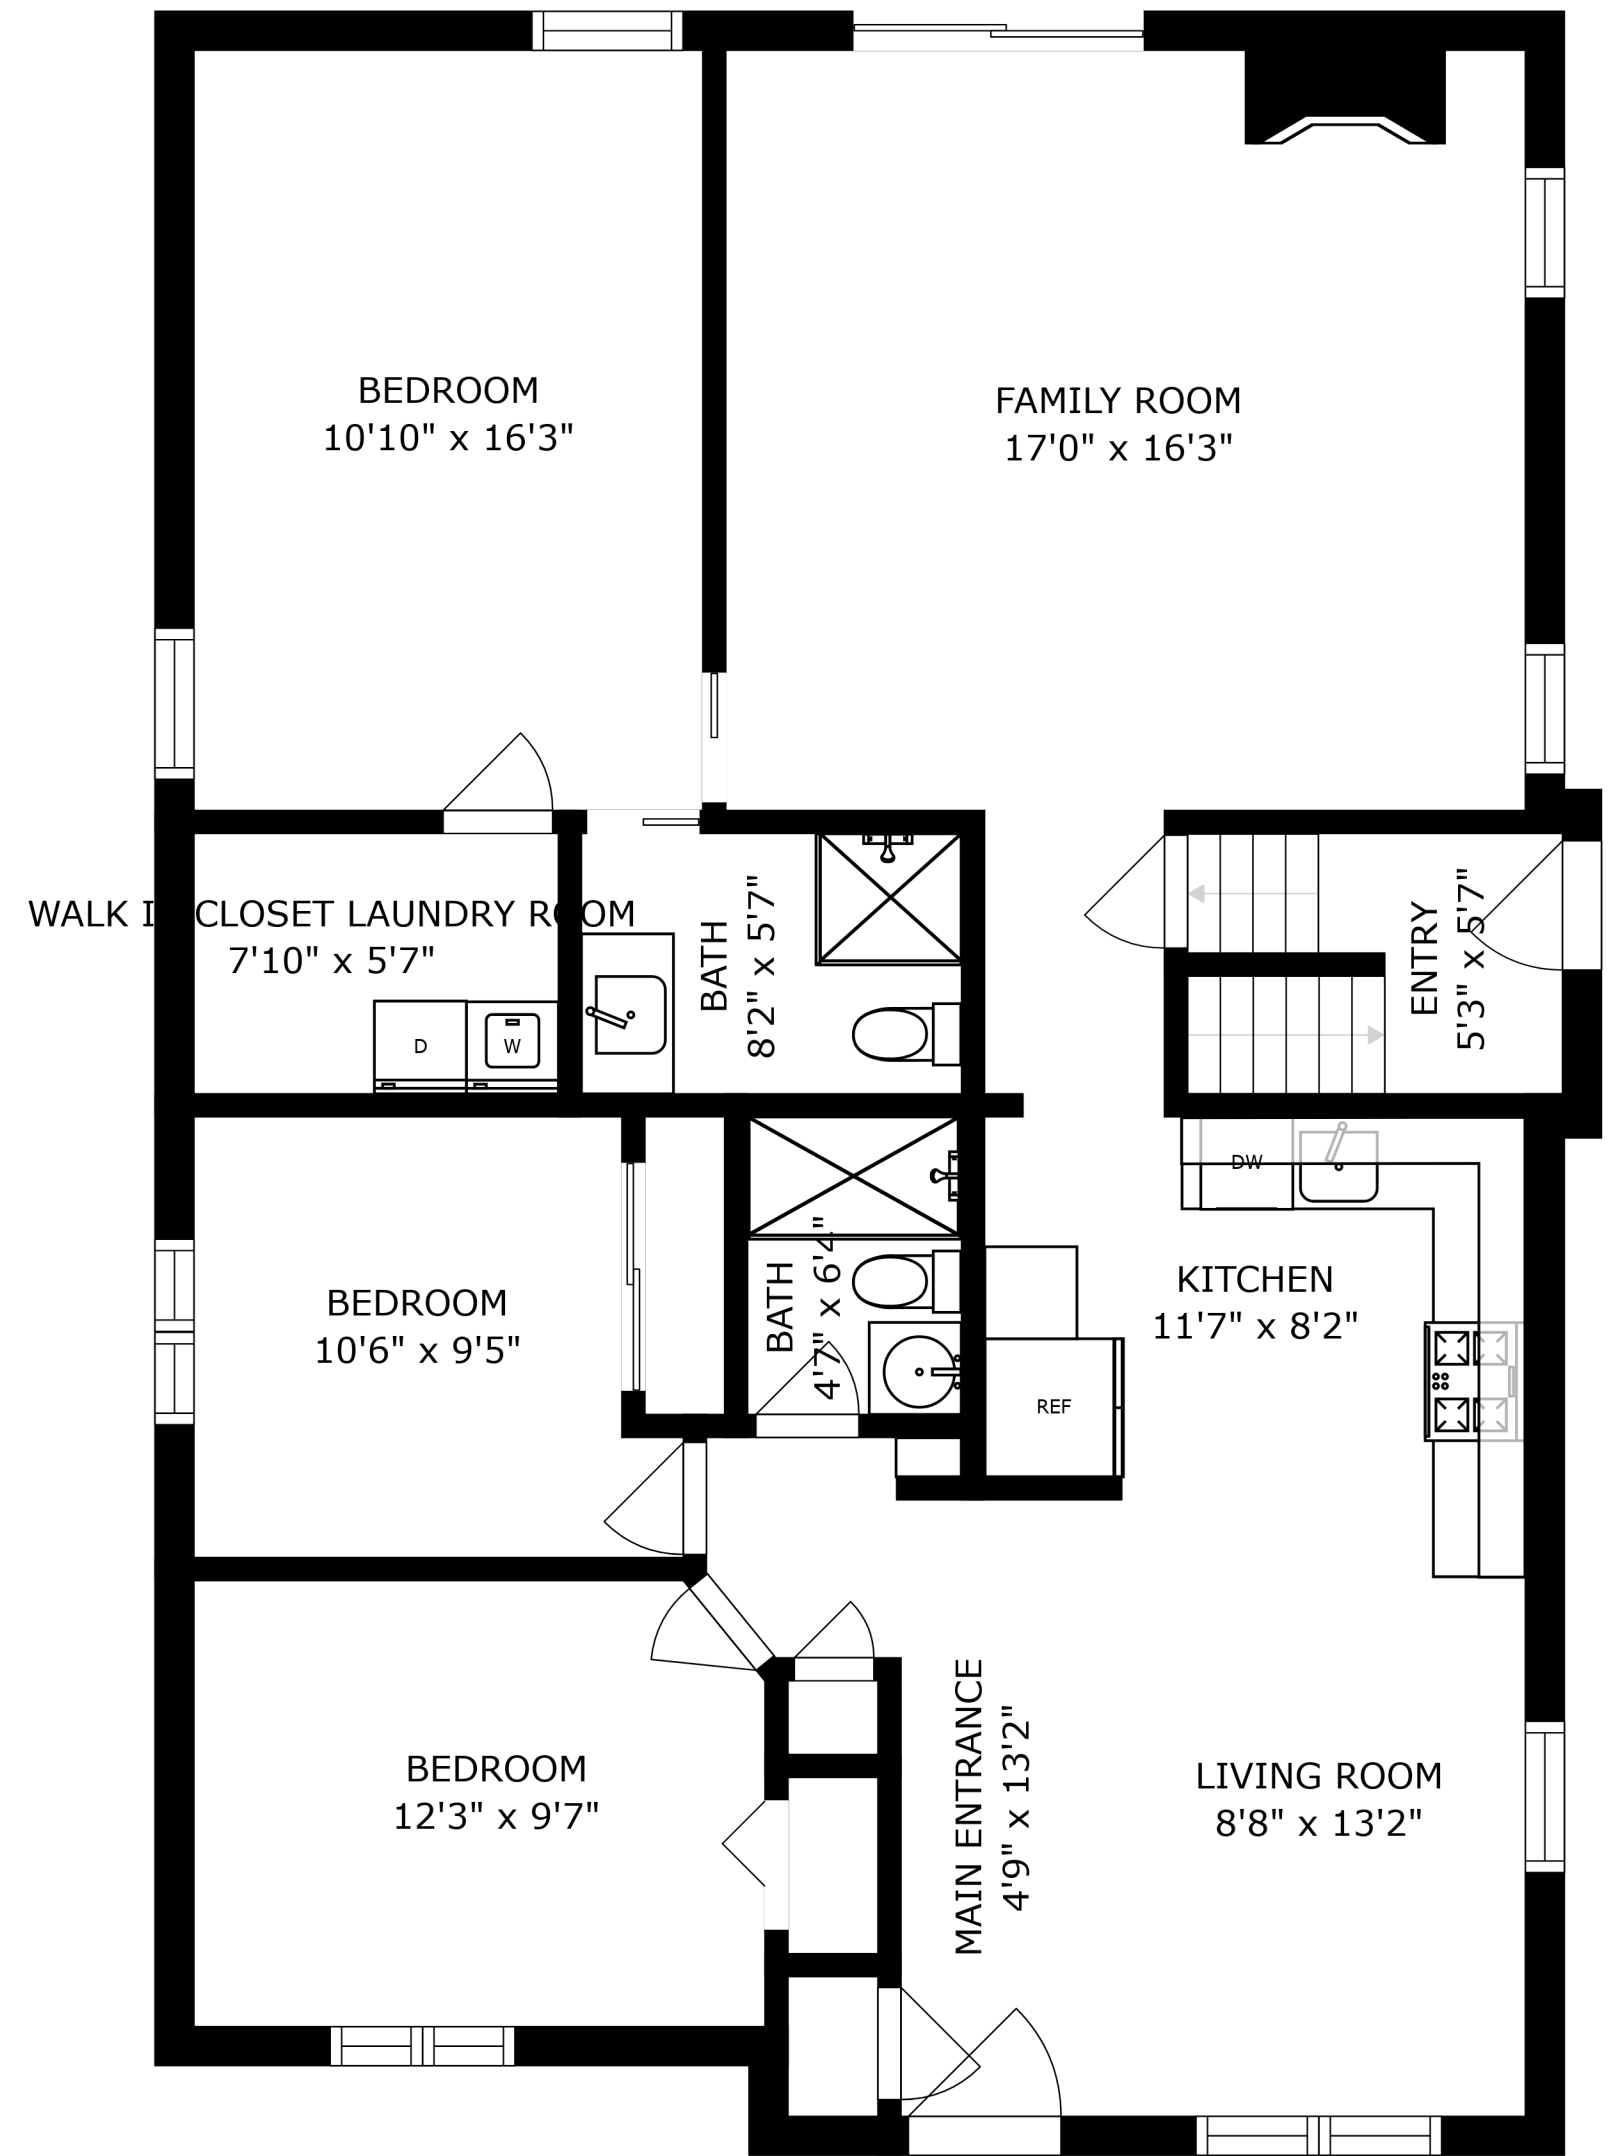 BEDROOM
10'10" x 16'3"
FAMILY ROOM
17'0" x 16'3"
WALK IN CLOSET LAUNDRY ROOM
7'10" x 5'7"
D
W
BATH
8'2" x 5'7"
ENTRY
5'3" x 5'7"
DW
KITCHEN
11'7" x 8'2"
BEDROOM
10'6" x 9'5"
BATH
4'7" x 6'4"
REF
BEDROOM
12'3" x 9'7"
MAIN ENTRANCE
4'9" x 13'2"
LIVING ROOM
8'8" x 13'2"